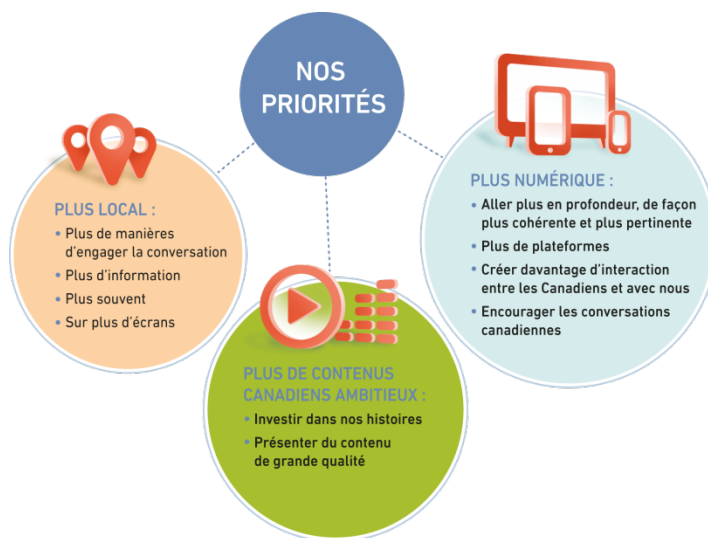 NOS
PRIORITÉS
PLUS LOCAL :
• Plus de manières
d'engager la conversation
• Plus d'information
• Plus souvent
• Sur plus d'écrans
PLUS DE CONTENUS
CANADIENS AMBITIEUX :
• Investir dans nos histoires
• Présenter du contenu
de grande qualité
PLUS NUMÉRIQUE :
• Aller plus en profondeur, de façon
plus cohérente et plus pertinente
• Plus de plateformes
• Créer davantage d'interaction
entre les Canadiens et avec nous
• Encourager les conversations
canadiennes